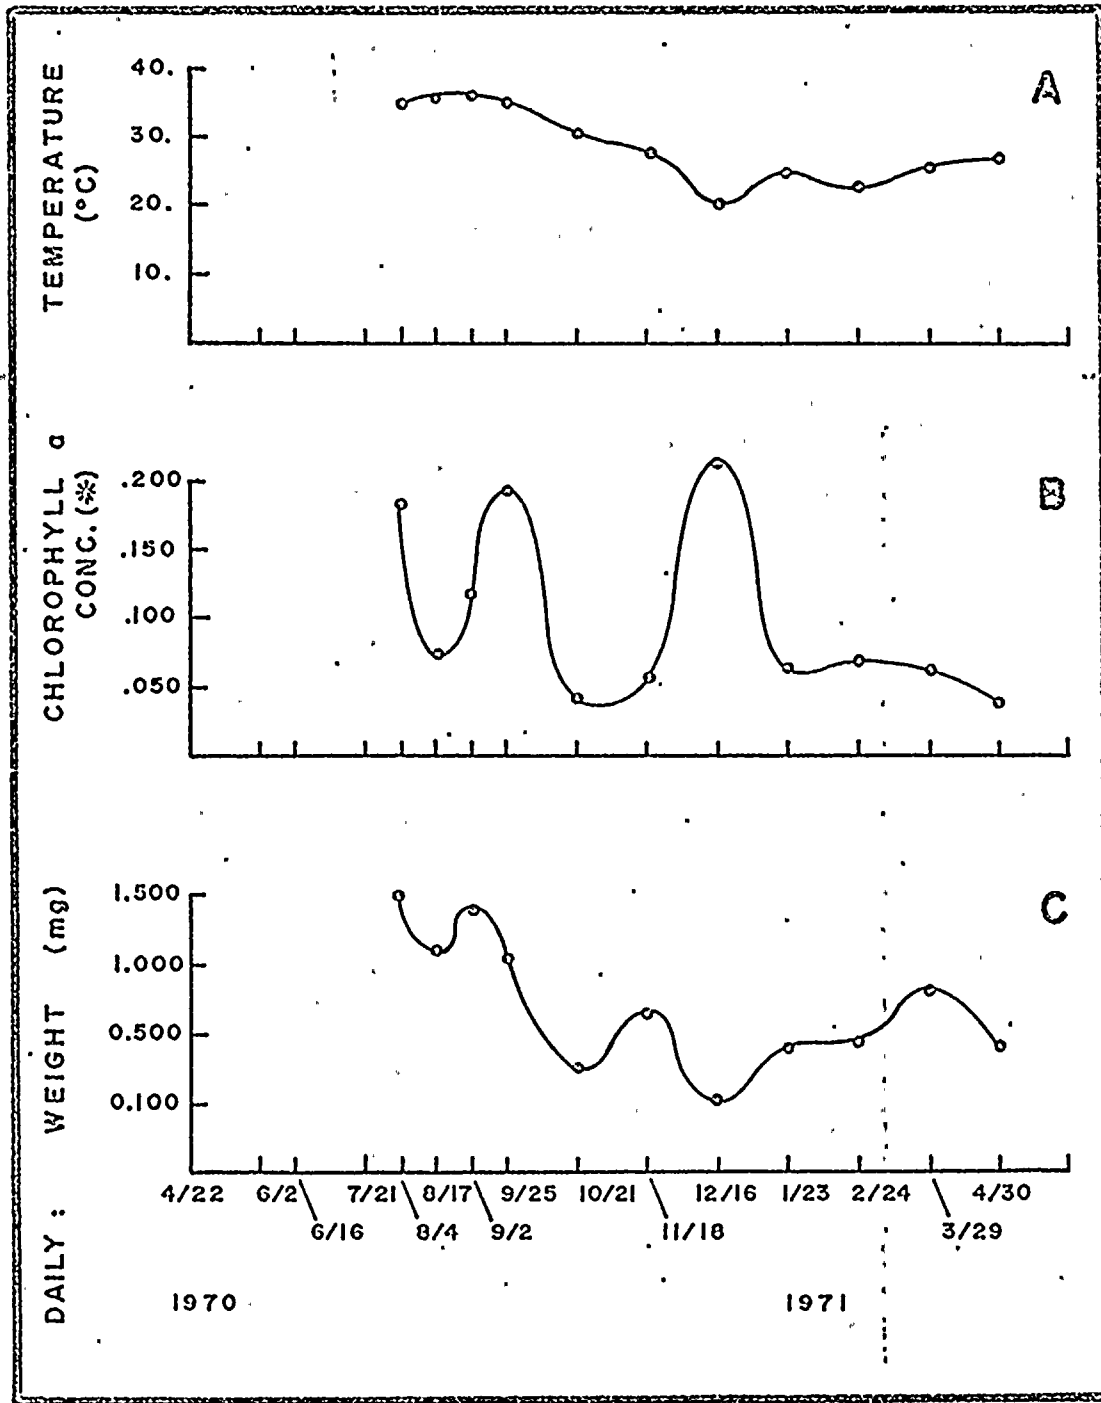 TEMPERATURE
(°C)
40.
30.
20.
10.
A
CHLOROPHYLL a
CONC.(※)
.200
.150
.100
.050
B
WEIGHT (mg)
1.500
1.000
0.500
0.100
C
DAILY:
4/22 6/2 7/21 8/17 9/25 10/21 12/16 1/23 2/24 4/30
6/16 8/4 9/2 11/18 3/29
1970 1971